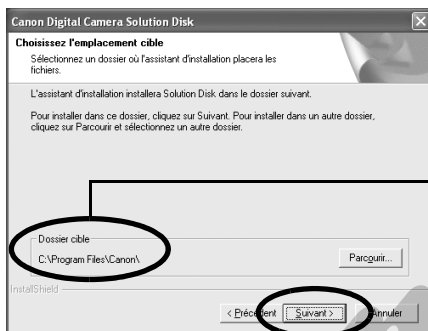 Canon Digital Camera Solution Disk
Choisissez l'emplacement cible
Sélectionnez un dossier où l'assistant d'installation placera les
fichiers.
L'assistant d'installation installera Solution Disk dans le dossier suivant.
Pour installer dans ce dossier, cliquez sur Suivant. Pour installer dans un autre dossier,
cliquez sur Parcourir et sélectionnez un autre dossier.
Dossier cible
C:\Program Files\Canon\
Parcourir...
InstallShield
< Précédent Suivant > Annuler